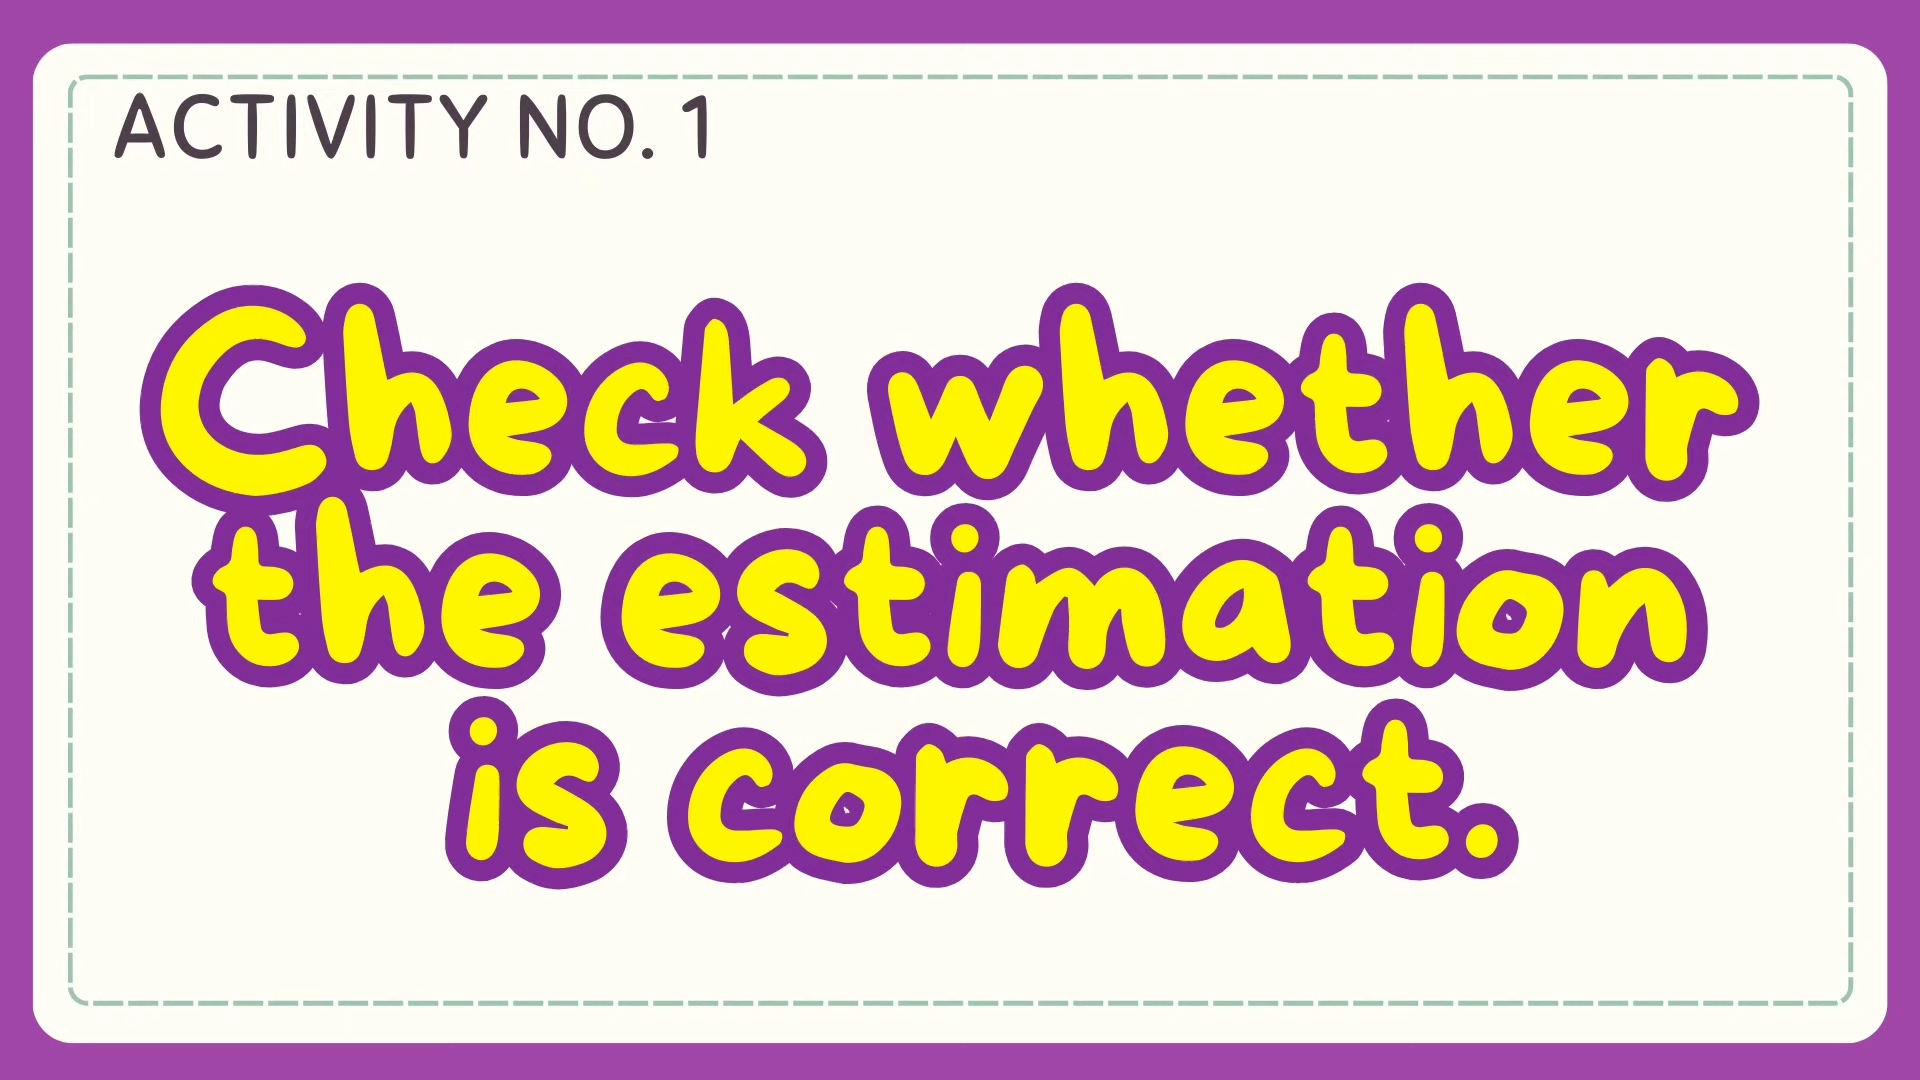 ACTIVITY NO. 1
Check whether
the estimation
is correct.